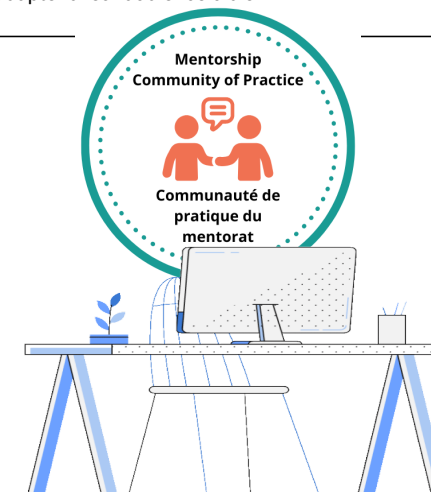 Mentorship
Community of Practice
Communauté de
pratique du
mentorat